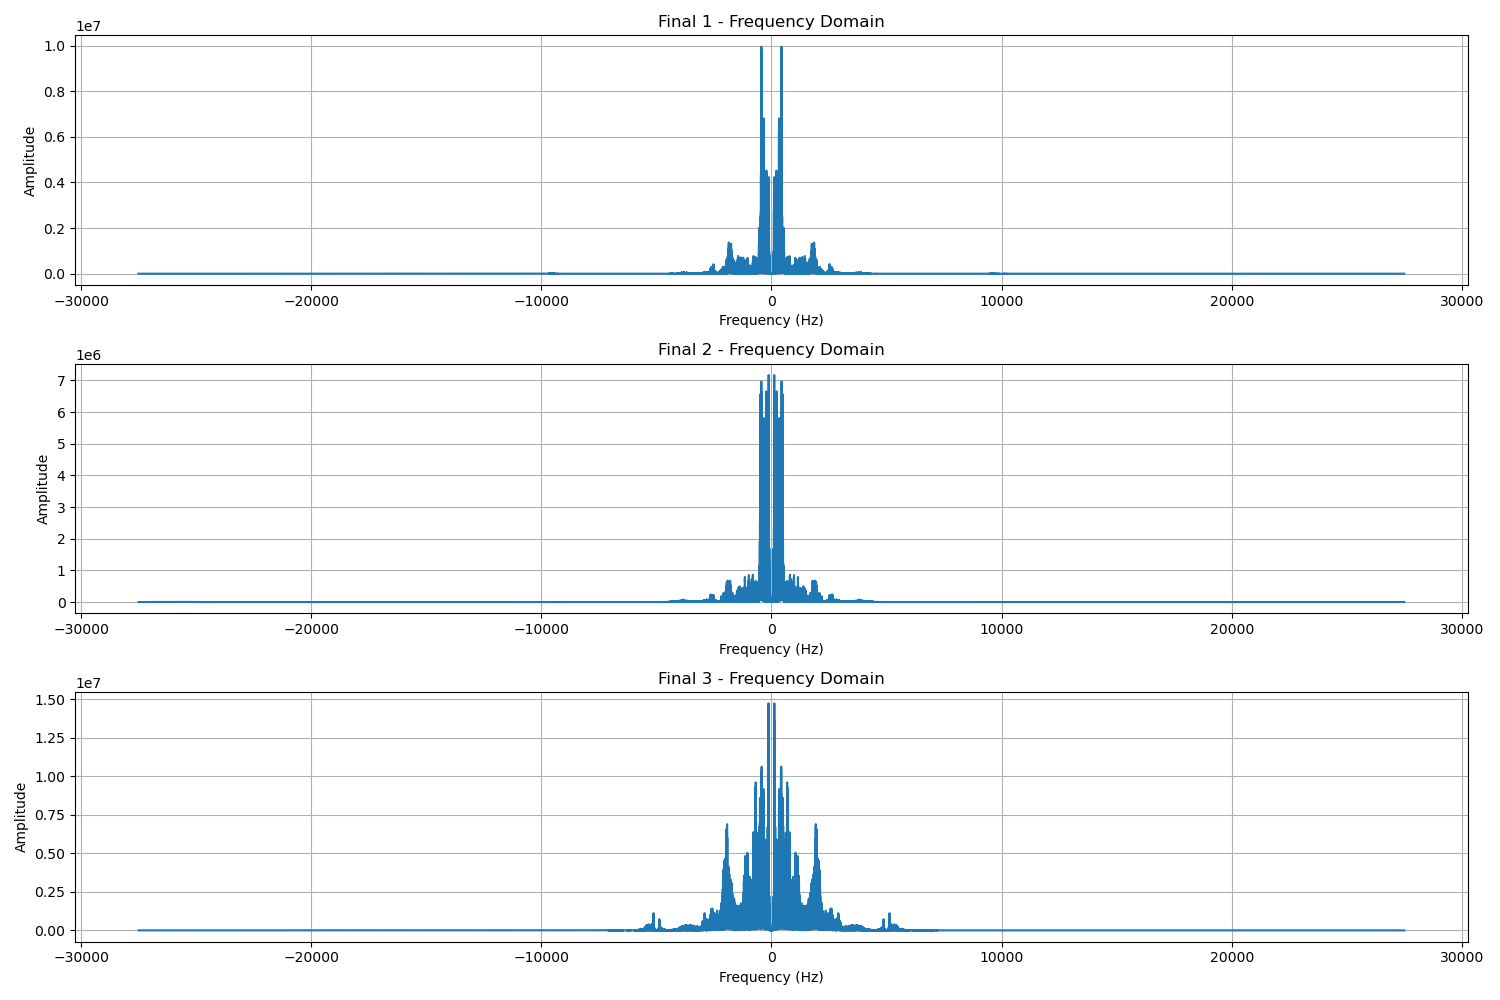 Final 1 - Frequency Domain
1e7
1.0
0.8
0.6
0.4
0.2
0.0
Amplitude
−30000 −20000 −10000 0 10000 20000 30000
Frequency (Hz)
Final 2 - Frequency Domain
1e6
7
6
5
4
3
2
1
0
Amplitude
−30000 −20000 −10000 0 10000 20000 30000
Frequency (Hz)
Final 3 - Frequency Domain
1e7
1.50
1.25
1.00
0.75
0.50
0.25
0.00
Amplitude
−30000 −20000 −10000 0 10000 20000 30000
Frequency (Hz)